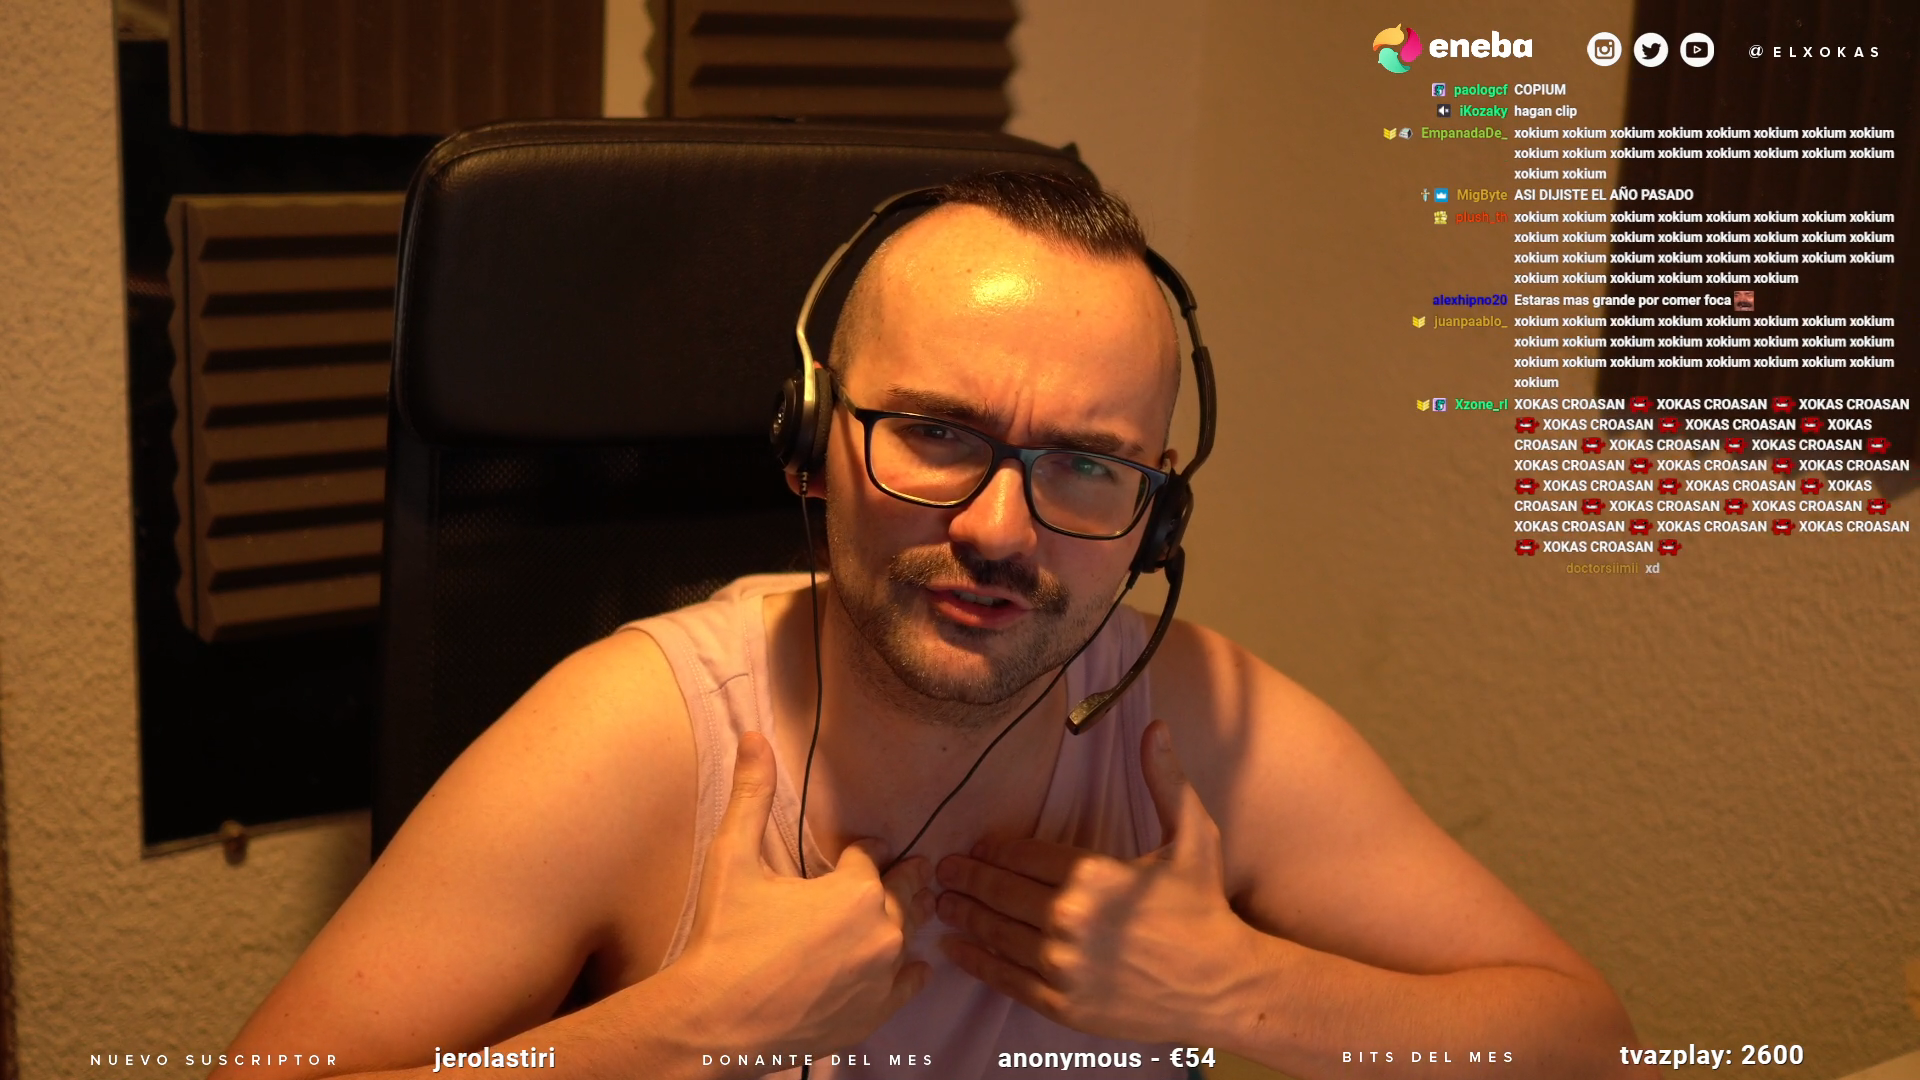 eneba
@ELXOKAS
paologcf COPIUM
iKozaky hagan clip
EmpanadaDe_ xokium xokium xokium xokium xokium xokium xokium xokium
xokium xokium xokium xokium xokium xokium xokium xokium
xokium xokium
MigByte ASI DIJISTE EL AÑO PASADO
plush_th xokium xokium xokium xokium xokium xokium xokium xokium
xokium xokium xokium xokium xokium xokium xokium xokium
xokium xokium xokium xokium xokium xokium xokium xokium
xokium xokium xokium xokium xokium xokium
alexhipno20 Estaras mas grande por comer foca
juanpaablo_ xokium xokium xokium xokium xokium xokium xokium xokium
xokium xokium xokium xokium xokium xokium xokium xokium
xokium xokium xokium xokium xokium xokium xokium xokium
xokium
Xzone_rl XOKAS CROASAN XOKAS CROASAN XOKAS CROASAN
XOKAS CROASAN XOKAS CROASAN XOKAS
CROASAN XOKAS CROASAN XOKAS CROASAN
XOKAS CROASAN XOKAS CROASAN XOKAS CROASAN
XOKAS CROASAN XOKAS CROASAN XOKAS
CROASAN XOKAS CROASAN XOKAS CROASAN
XOKAS CROASAN XOKAS CROASAN XOKAS CROASAN
XOKAS CROASAN
doctorsiimii xd
NUEVO SUSCRIPTOR jerolastiri DONANTE DEL MES anonymous - €54 BITS DEL MES tvazplay: 2600